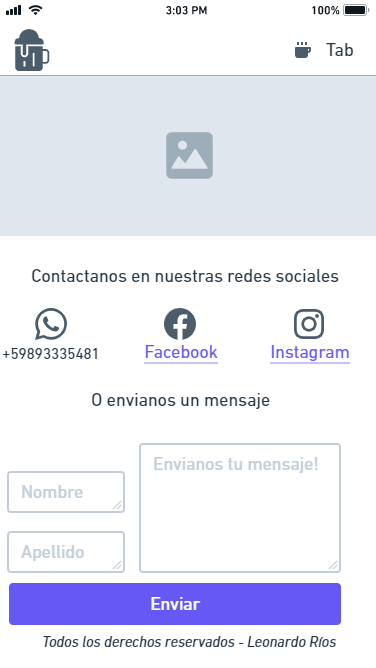 3:03 PM
100%
Tab
Contactanos en nuestras redes sociales
+59893335481
Facebook
Instagram
O envianos un mensaje
Envianos tu mensaje!
Nombre
Apellido
Enviar
Todos los derechos reservados - Leonardo Ríos